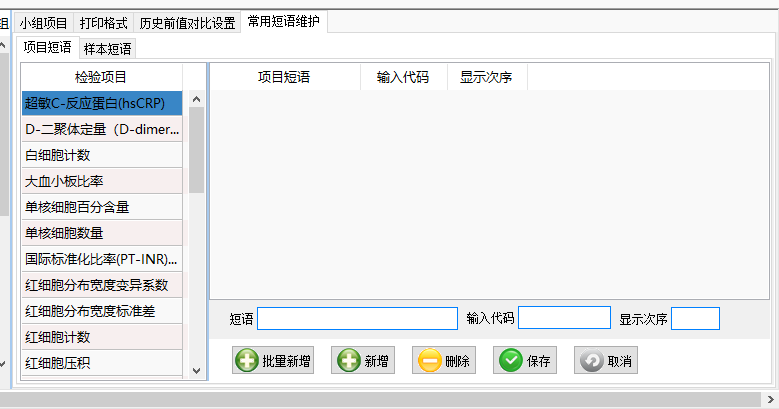 组
小组项目 打印格式 历史前值对比设置 常用短语维护
项目短语 样本短语
检验项目 项目短语 输入代码 显示次序
超敏C-反应蛋白(hsCRP)
D-二聚体定量（D-dimer...
白细胞计数
大血小板比率
单核细胞百分含量
单核细胞数量
国际标准化比率(PT-INR)...
红细胞分布宽度变异系数
红细胞分布宽度标准差
红细胞计数
红细胞压积
短语 输入代码 显示次序
批量新增 新增 删除 保存 取消